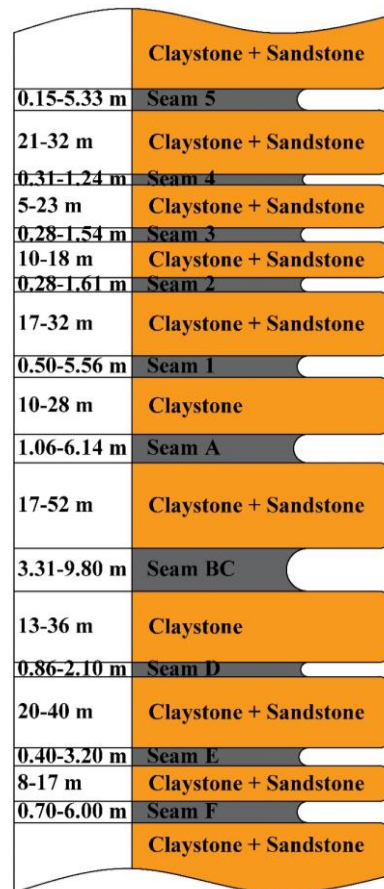 Claystone + Sandstone
0.15-5.33 m Seam 5
21-32 m Claystone + Sandstone
0.31-1.24 m Seam 4
5-23 m Claystone + Sandstone
0.28-1.54 m Seam 3
10-18 m Claystone + Sandstone
0.28-1.61 m Seam 2
17-32 m Claystone + Sandstone
0.50-5.56 m Seam 1
10-28 m Claystone
1.06-6.14 m Seam A
17-52 m Claystone + Sandstone
3.31-9.80 m Seam BC
13-36 m Claystone
0.86-2.10 m Seam D
20-40 m Claystone + Sandstone
0.40-3.20 m Seam E
8-17 m Claystone + Sandstone
0.70-6.00 m Seam F
Claystone + Sandstone